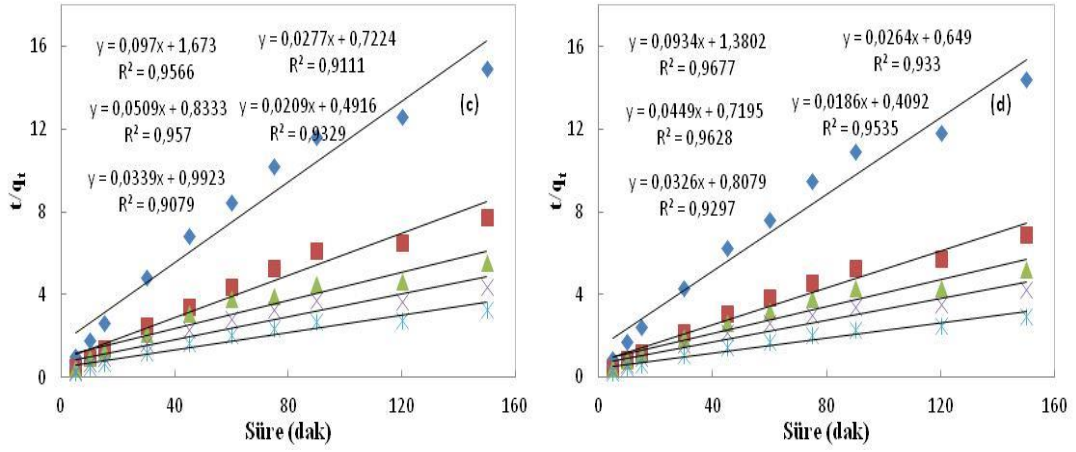 16
12
8
4
0
t/qₜ
y = 0,097x + 1,673
R² = 0,9566
y = 0,0277x + 0,7224
R² = 0,9111
y = 0,0509x + 0,8333
R² = 0,957
y = 0,0209x + 0,4916
R² = 0,9329
y = 0,0339x + 0,9923
R² = 0,9079
(c)
0 40 80 120 160
Süre (dak)
16
12
8
4
0
t/qₜ
y = 0,0934x + 1,3802
R² = 0,9677
y = 0,0264x + 0,649
R² = 0,933
y = 0,0449x + 0,7195
R² = 0,9628
y = 0,0186x + 0,4092
R² = 0,9535
y = 0,0326x + 0,8079
R² = 0,9297
(d)
0 40 80 120 160
Süre (dak)